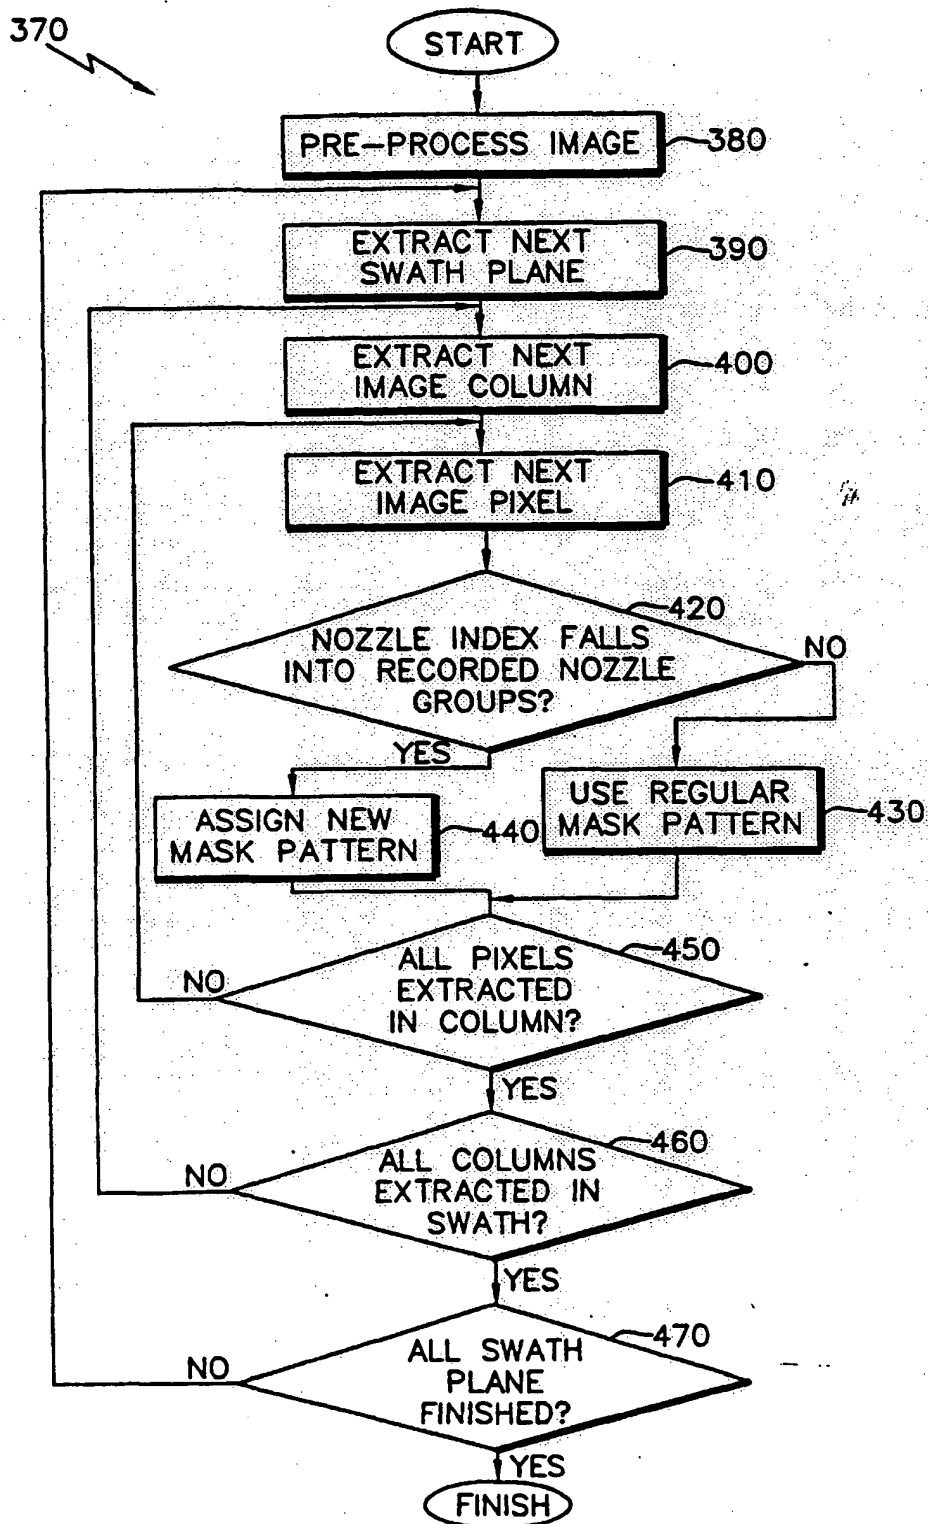 370
START
PRE-PROCESS IMAGE
380
EXTRACT NEXT
SWATH PLANE
390
EXTRACT NEXT
IMAGE COLUMN
400
EXTRACT NEXT
IMAGE PIXEL
410
420
NOZZLE INDEX FALLS
INTO RECORDED NOZZLE
GROUPS?
NO
YES
ASSIGN NEW
MASK PATTERN
440
USE REGULAR
MASK PATTERN
430
450
ALL PIXELS
EXTRACTED
IN COLUMN?
NO
YES
460
ALL COLUMNS
EXTRACTED IN
SWATH?
NO
YES
470
ALL SWATH
PLANE
FINISHED?
NO
YES
FINISH